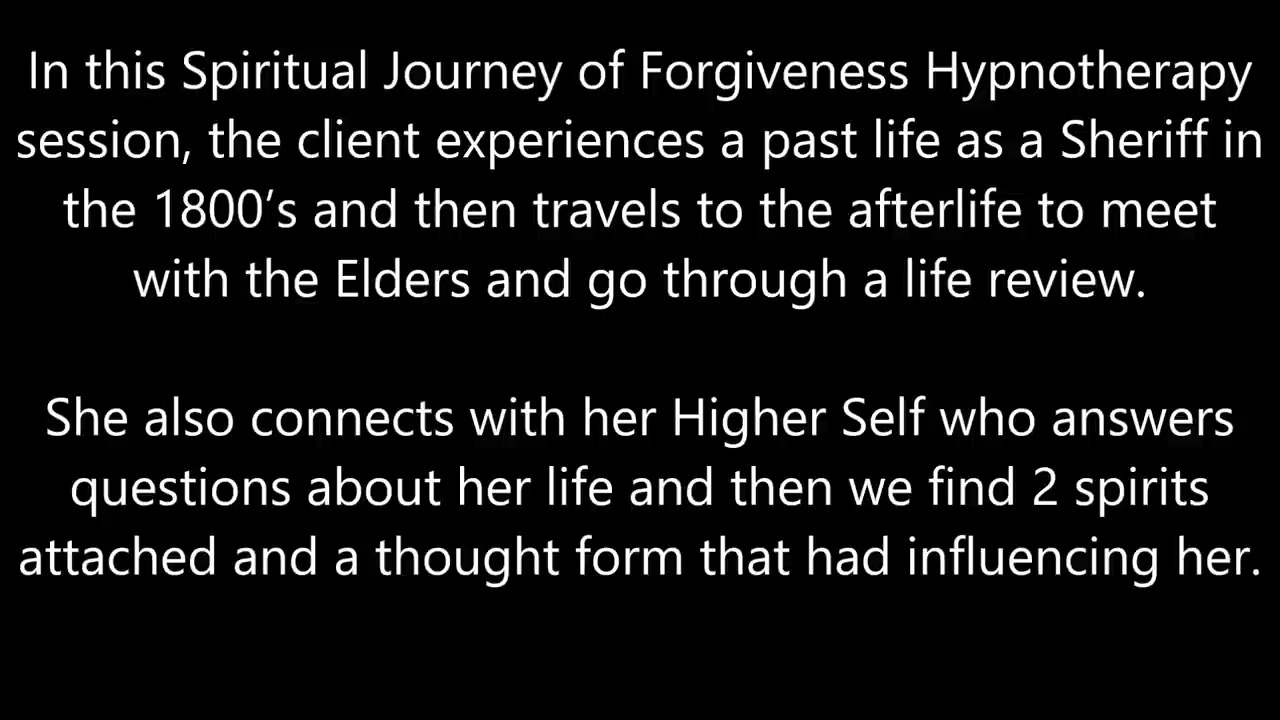 In this Spiritual Journey of Forgiveness Hypnotherapy
session, the client experiences a past life as a Sheriff in
the 1800’s and then travels to the afterlife to meet
with the Elders and go through a life review.
She also connects with her Higher Self who answers
questions about her life and then we find 2 spirits
attached and a thought form that had influencing her.